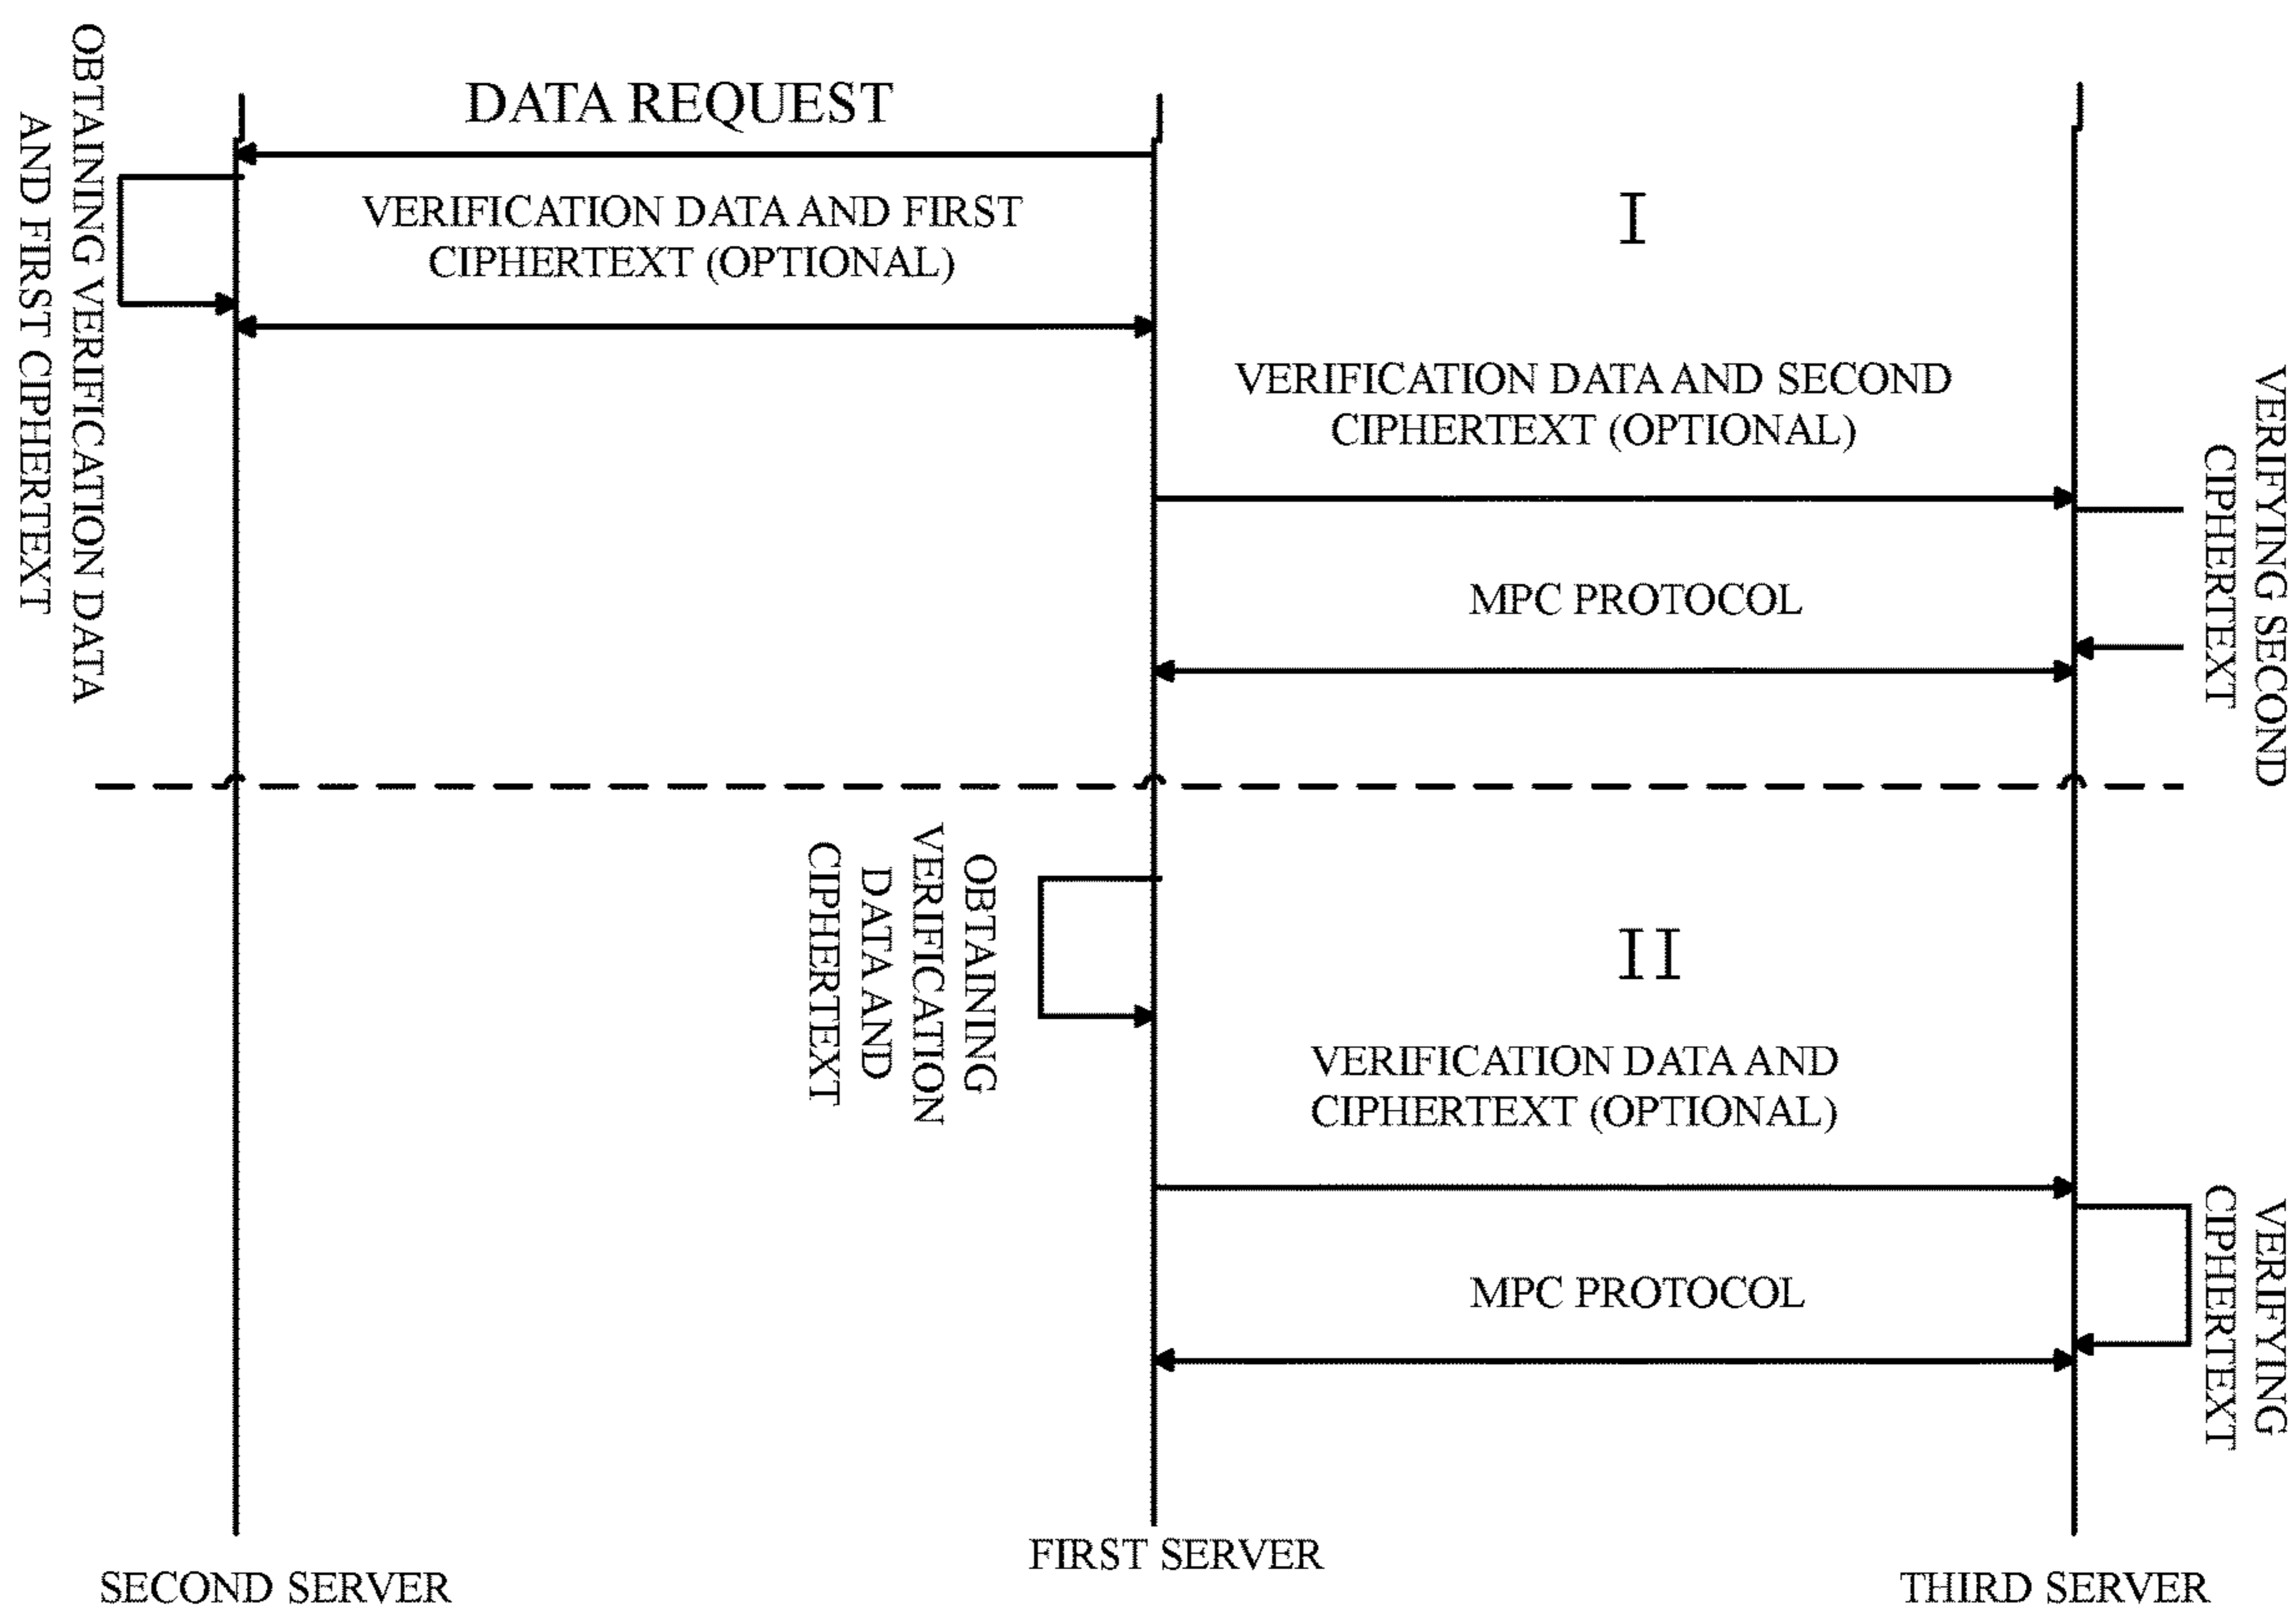 OBTAINING VERIFICATION DATA
AND FIRST CIPHERTEXT
DATA REQUEST
VERIFICATION DATA AND FIRST
CIPHERTEXT (OPTIONAL)
I
VERIFICATION DATA AND SECOND
CIPHERTEXT (OPTIONAL)
VERIFYING SECOND
CIPHERTEXT
MPC PROTOCOL
OBTAINING
VERIFICATION
DATA AND
CIPHERTEXT
II
VERIFICATION DATA AND
CIPHERTEXT (OPTIONAL)
VERIFYING
CIPHERTEXT
MPC PROTOCOL
SECOND SERVER
FIRST SERVER
THIRD SERVER